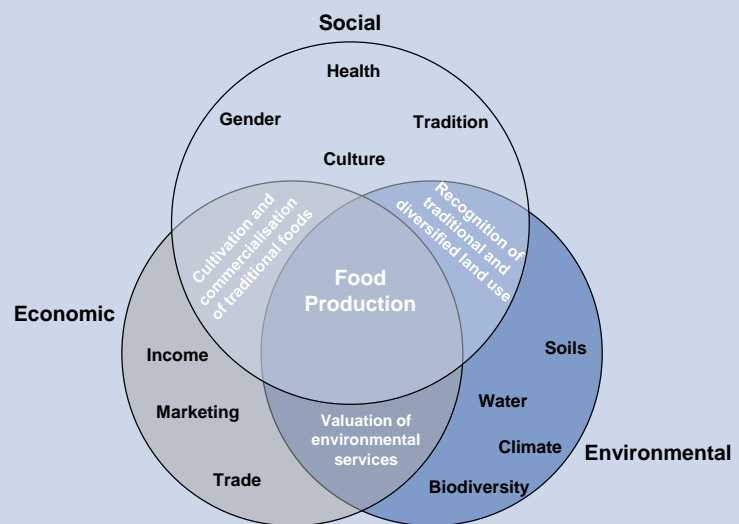 Social
Health
Gender
Tradition
Culture
Cultivation and
commercialisation
of traditional foods
Recognition of
traditional and
diversified land use
Food
Production
Economic
Income
Marketing
Trade
Valuation of
environmental
services
Soils
Water
Climate
Biodiversity
Environmental